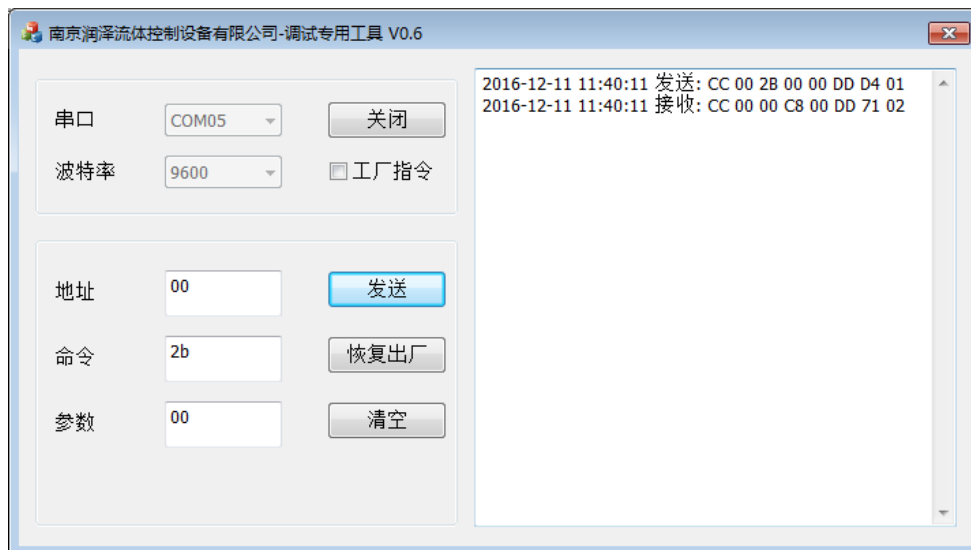 南京润泽流体控制设备有限公司-调试专用工具 V0.6
串口
COM05
关闭
波特率
9600
工厂指令
地址
00
发送
命令
2b
恢复出厂
参数
00
清空
2016-12-11 11:40:11 发送: CC 00 2B 00 00 DD D4 01
2016-12-11 11:40:11 接收: CC 00 00 C8 00 DD 71 02